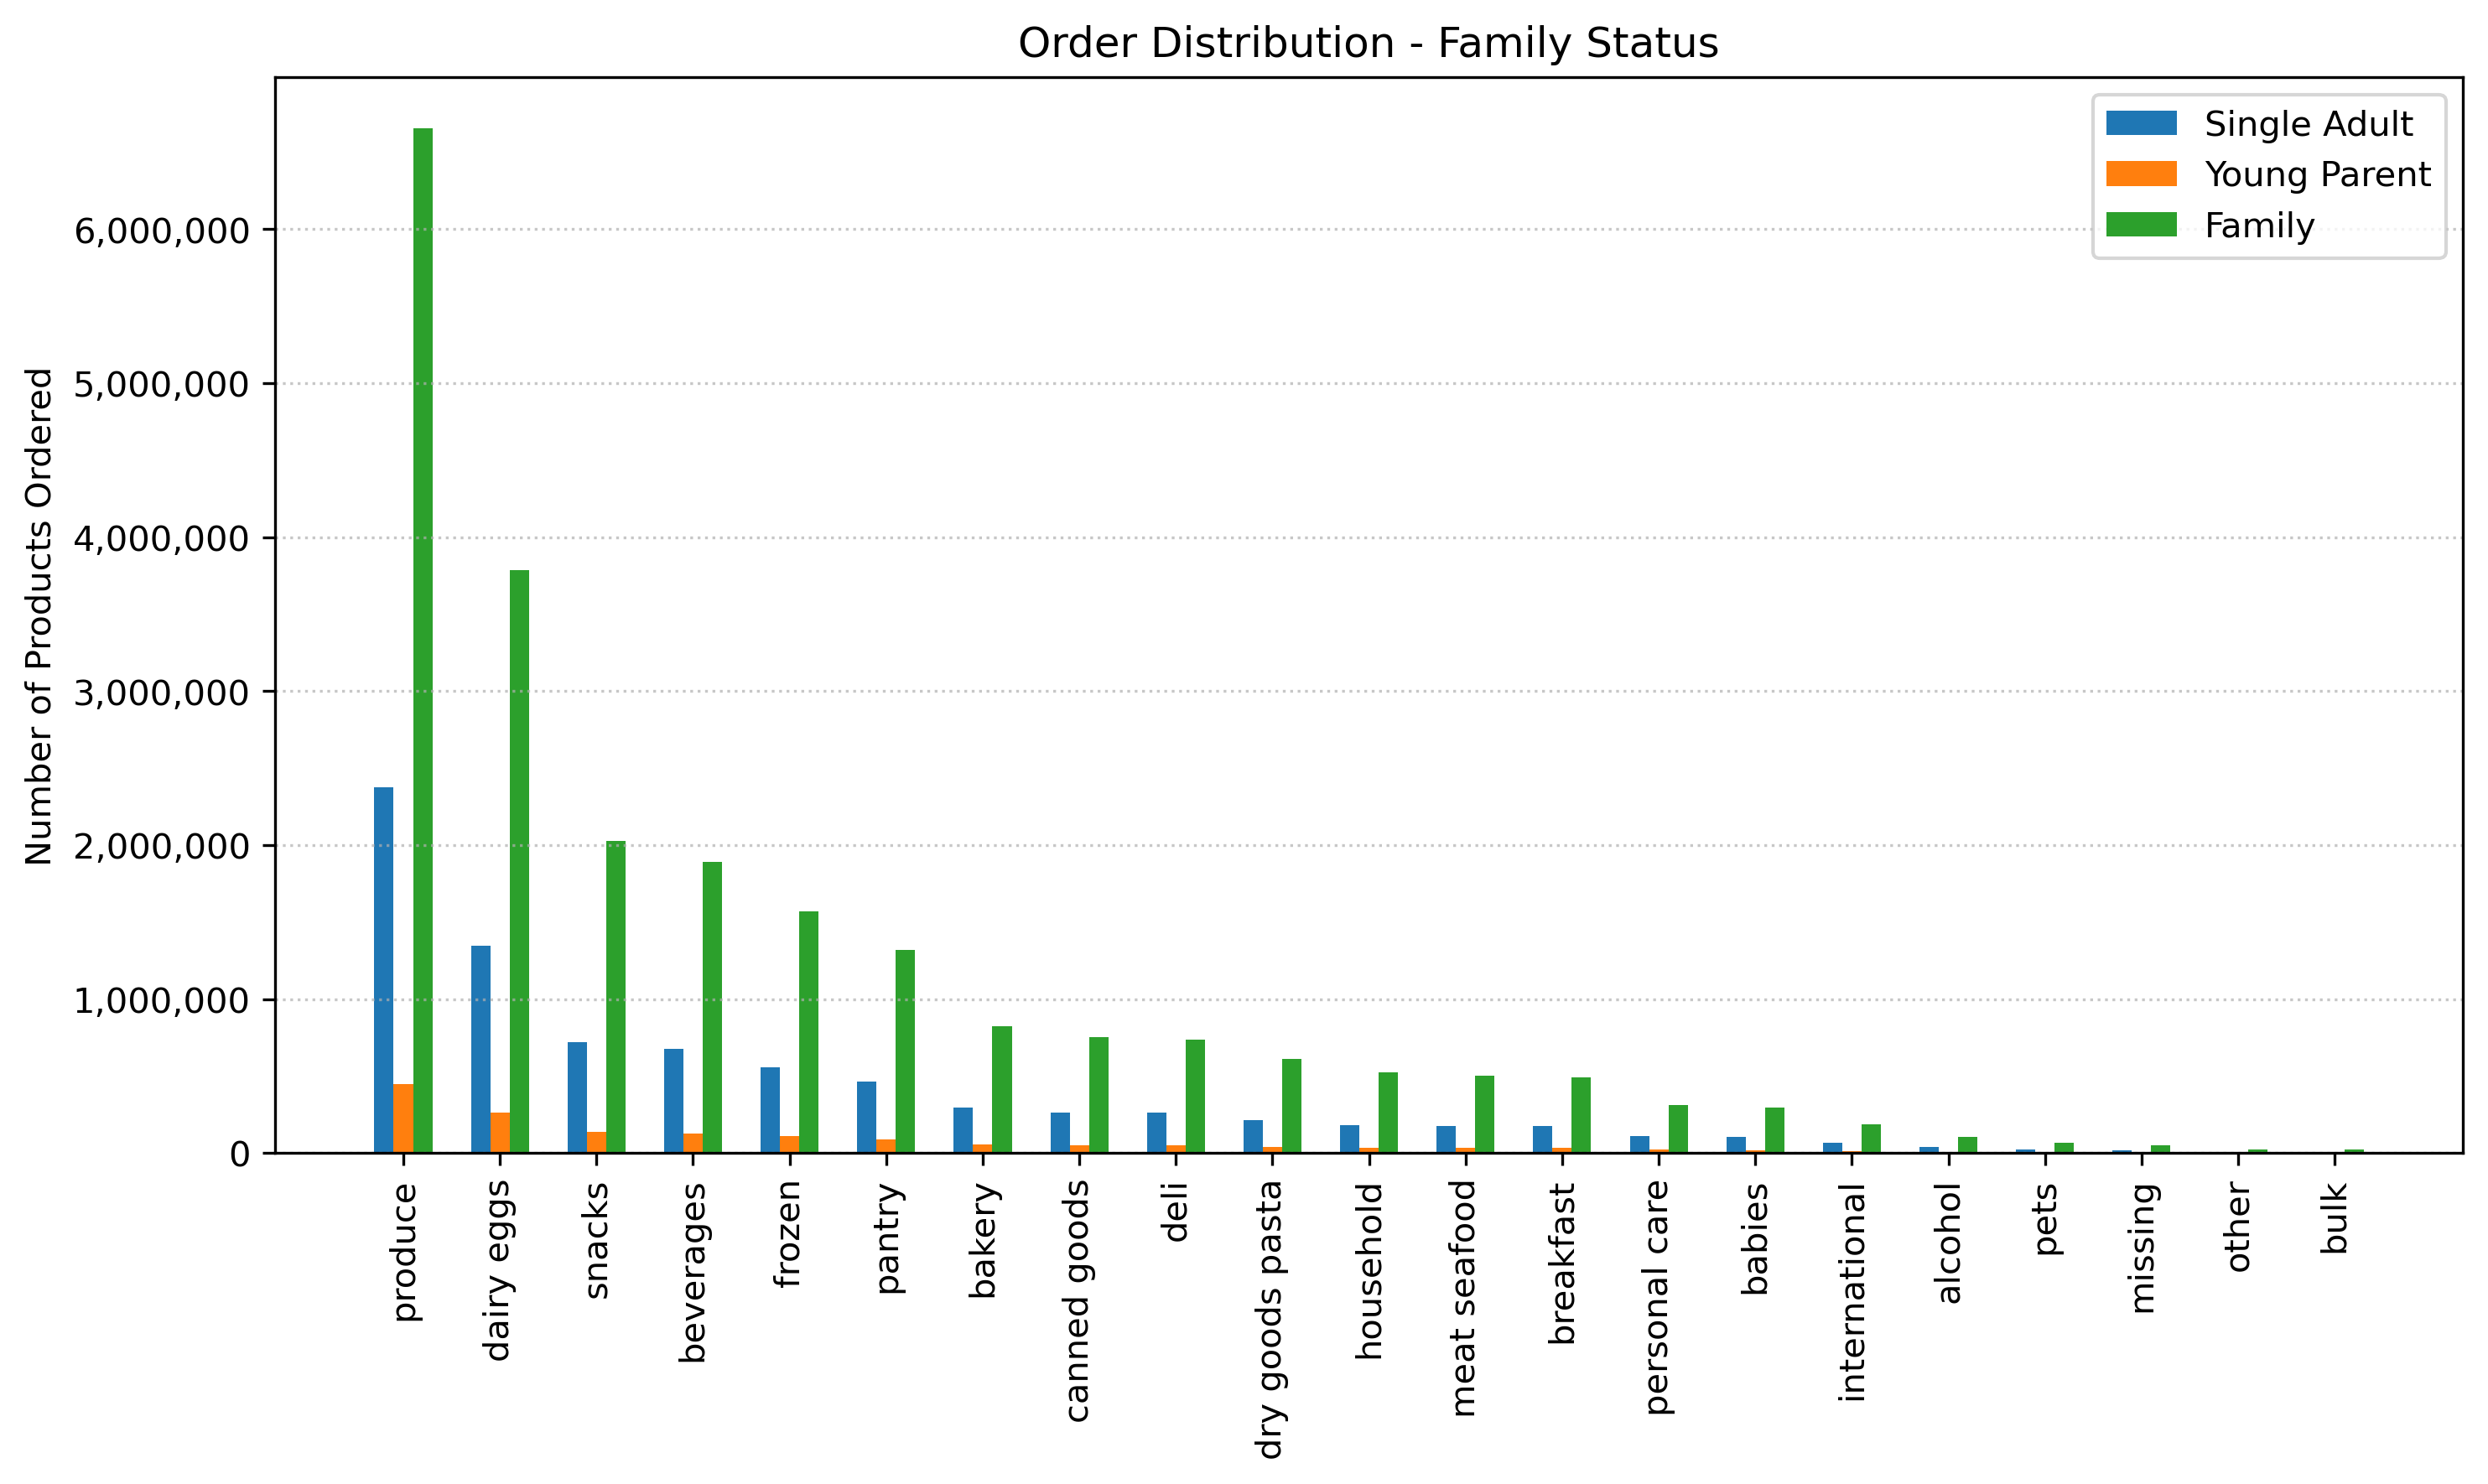 Order Distribution - Family Status
Single Adult
Young Parent
Family
Number of Products Ordered
6,000,000
5,000,000
4,000,000
3,000,000
2,000,000
1,000,000
0
produce
dairy eggs
snacks
beverages
frozen
pantry
bakery
canned goods
deli
dry goods pasta
household
meat seafood
breakfast
personal care
babies
international
alcohol
pets
missing
other
bulk